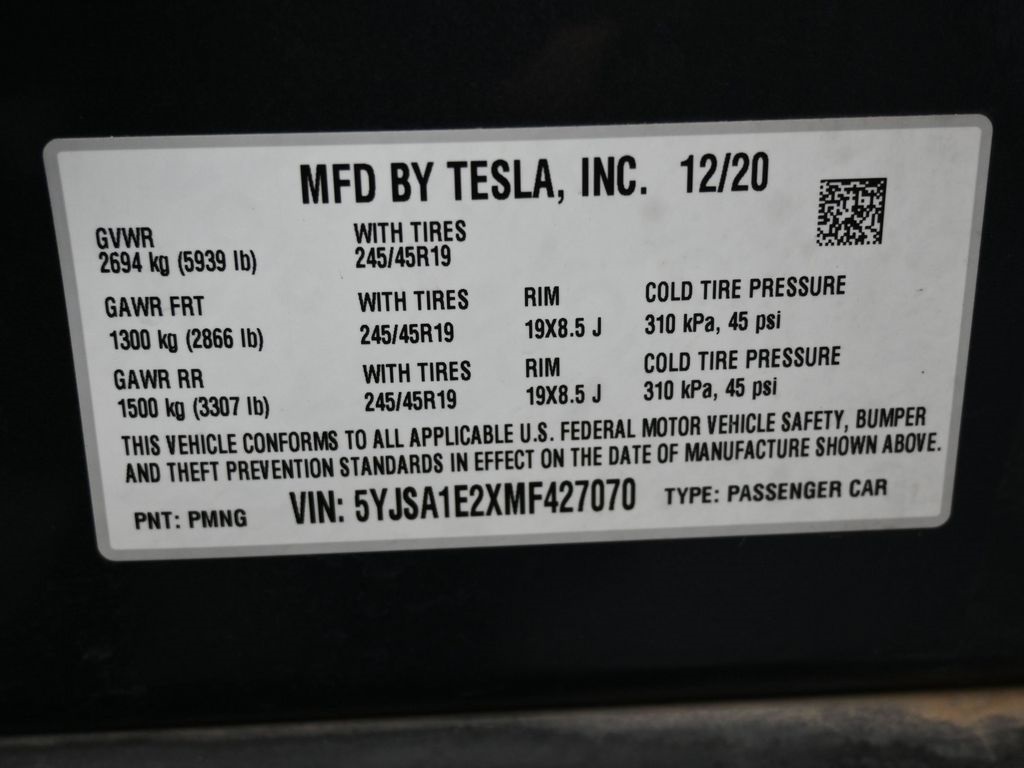 MFD BY TESLA, INC. 12/20
GVWR WITH TIRES
2694 kg (5939 lb) 245/45R19
GAWR FRT WITH TIRES RIM COLD TIRE PRESSURE
1300 kg (2866 lb) 245/45R19 19X8.5 J 310 kPa, 45 psi
GAWR RR WITH TIRES RIM COLD TIRE PRESSURE
1500 kg (3307 lb) 245/45R19 19X8.5 J 310 kPa, 45 psi
THIS VEHICLE CONFORMS TO ALL APPLICABLE U.S. FEDERAL MOTOR VEHICLE SAFETY, BUMPER
AND THEFT PREVENTION STANDARDS IN EFFECT ON THE DATE OF MANUFACTURE SHOWN ABOVE.
PNT: PMNG VIN: 5YJSA1E2XMF427070 TYPE: PASSENGER CAR